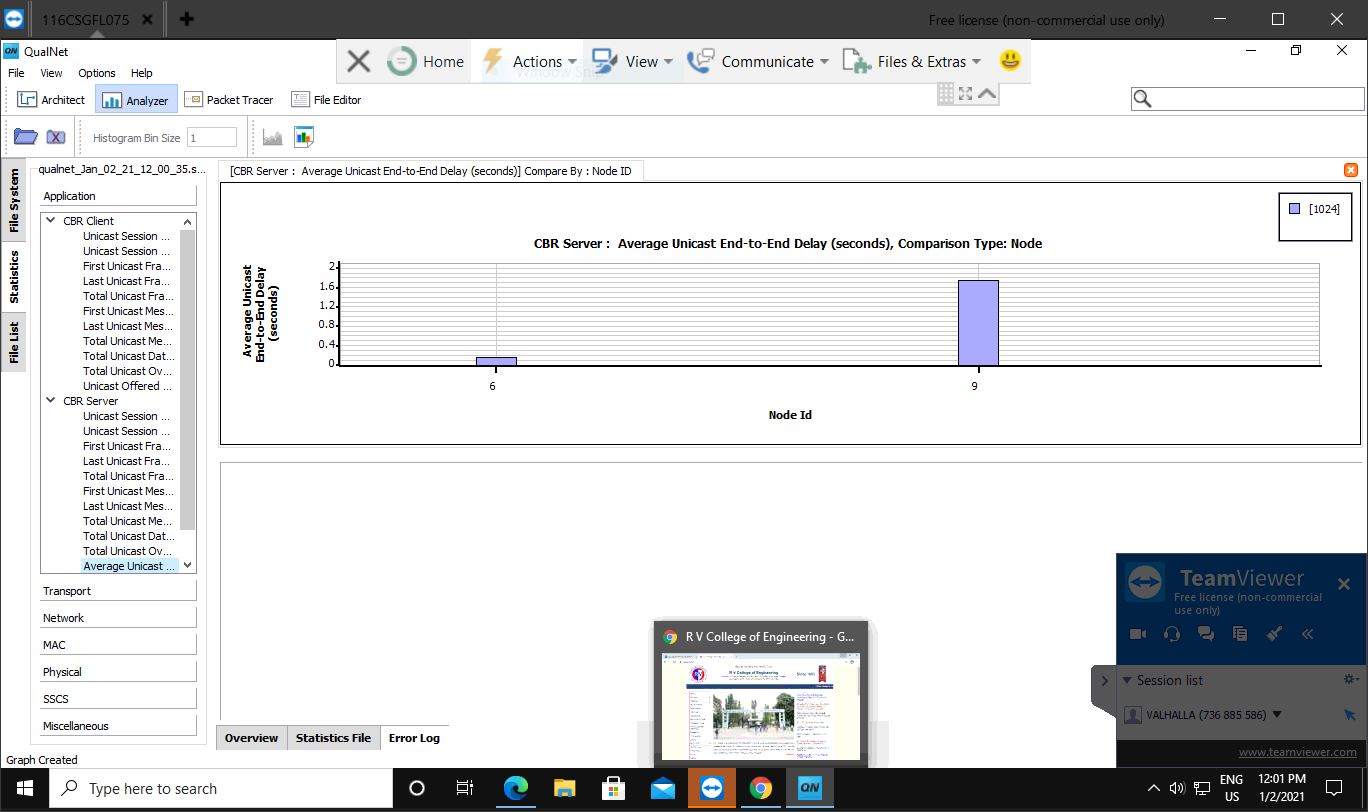 116CSGFL075
Free license (non-commercial use only)
QN QualNet
File View Options Help
Home
Actions
View
Communicate
Files & Extras
Architect
Analyzer
Packet Tracer
File Editor
Histogram Bin Size 1
File System
Statistics
File List
qualnet_Jan_02_21_12_00_35.s...
Application
CBR Client
Unicast Session ...
Unicast Session ...
First Unicast Fra...
Last Unicast Fra...
Total Unicast Fra...
First Unicast Mes...
Last Unicast Mes...
Total Unicast Me...
Total Unicast Dat...
Total Unicast Ov...
Unicast Offered ...
CBR Server
Unicast Session ...
Unicast Session ...
First Unicast Fra...
Last Unicast Fra...
Total Unicast Fra...
First Unicast Mes...
Last Unicast Mes...
Total Unicast Me...
Total Unicast Dat...
Total Unicast Ov...
Average Unicast ...
Transport
Network
MAC
Physical
SSCS
Miscellaneous
Graph Created
[CBR Server : Average Unicast End-to-End Delay (seconds)] Compare By : Node ID
[1024]
CBR Server : Average Unicast End-to-End Delay (seconds), Comparison Type: Node
Average Unicast
End-to-End Delay
(seconds)
2
1.6
1.2
0.8
0.4
0
6
9
Node Id
Overview
Statistics File
Error Log
R V College of Engineering - G...
R V College of Engineering
TeamViewer
Free license (non-commercial
use only)
Session list
VALHALLA (736 885 586)
www.teamviewer.com
Type here to search
QN
ENG
US
12:01 PM
1/2/2021